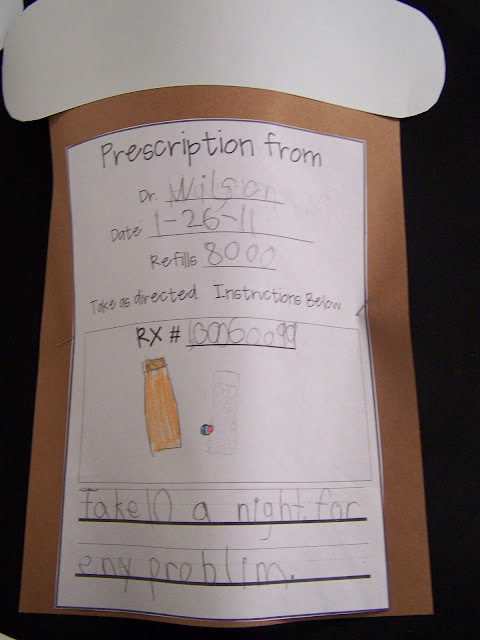 Prescription from
Dr. Wilson
Date 1-26-11
Refills 8000
Take as directed. Instructions Below.
RX #
Take 10 a night for
eny problim.